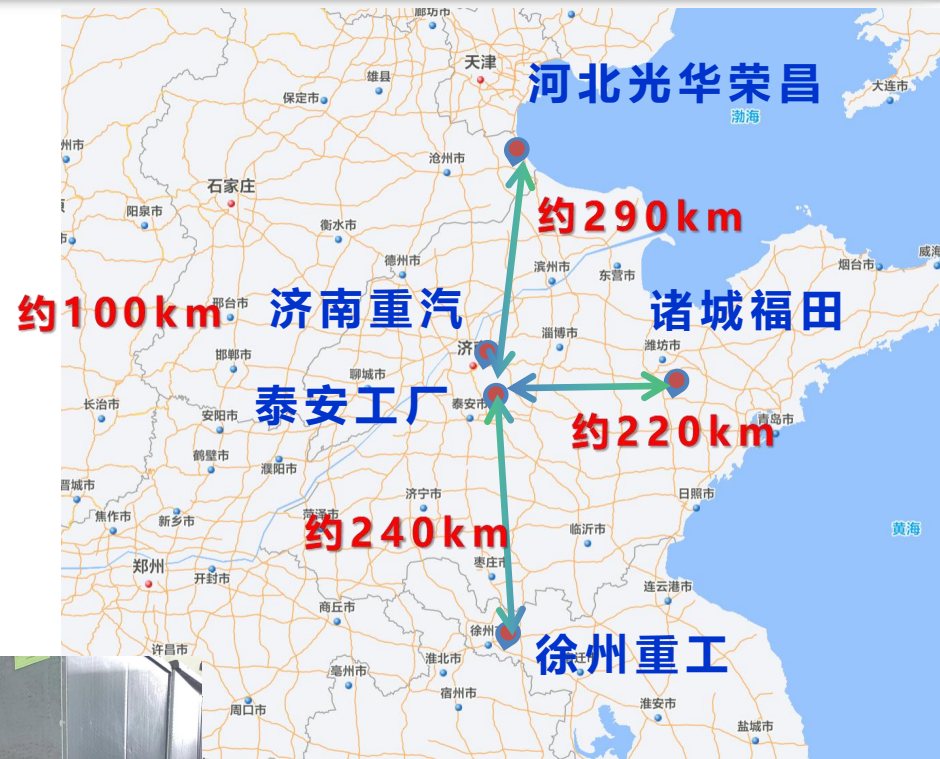 廊坊市
天津
雄县
保定市
河北光华荣昌
大连市
渤海
州市
沧州市
石家庄
阳泉市
衡水市
约290km
市
德州市
滨州市
东营市
烟台市
威海
约100km
邢台市
济南重汽
诸城福田
淄博市
潍坊市
邯郸市
济南
聊城市
泰安工厂
泰安市
长治市
安阳市
约220km
青岛市
鹤壁市
濮阳市
晋城市
济宁市
日照市
焦作市
新乡市
菏泽市
约240km
临沂市
黄海
枣庄市
郑州
开封市
连云港市
商丘市
徐州
徐州重工
许昌市
淮北市
亳州市
宿州市
周口市
淮安市
盐城市